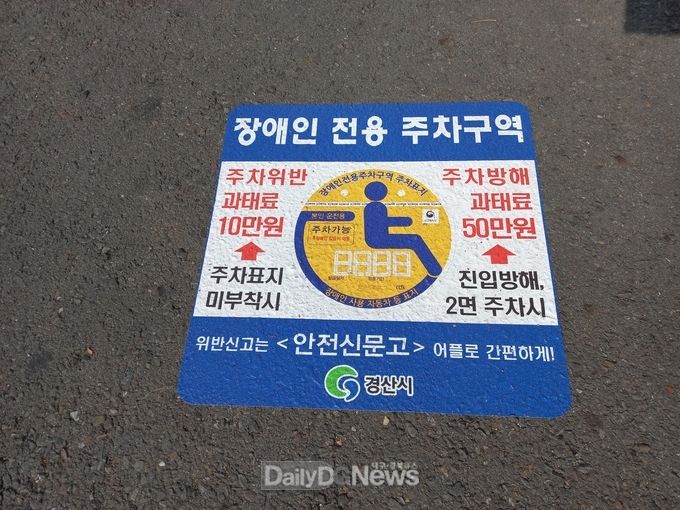 장애인 전용 주차구역
주차위반
과태료
10만원
주차표지
미부착시
장애인전용주차구역 주차표지
본인 운전용
주차가능
8888
장애인 사용 자동차 등 표지
주차방해
과태료
50만원
진입방해,
2면 주차시
위반신고는 <안전신문고> 어플로 간편하게!
경산시
DailyDGNews